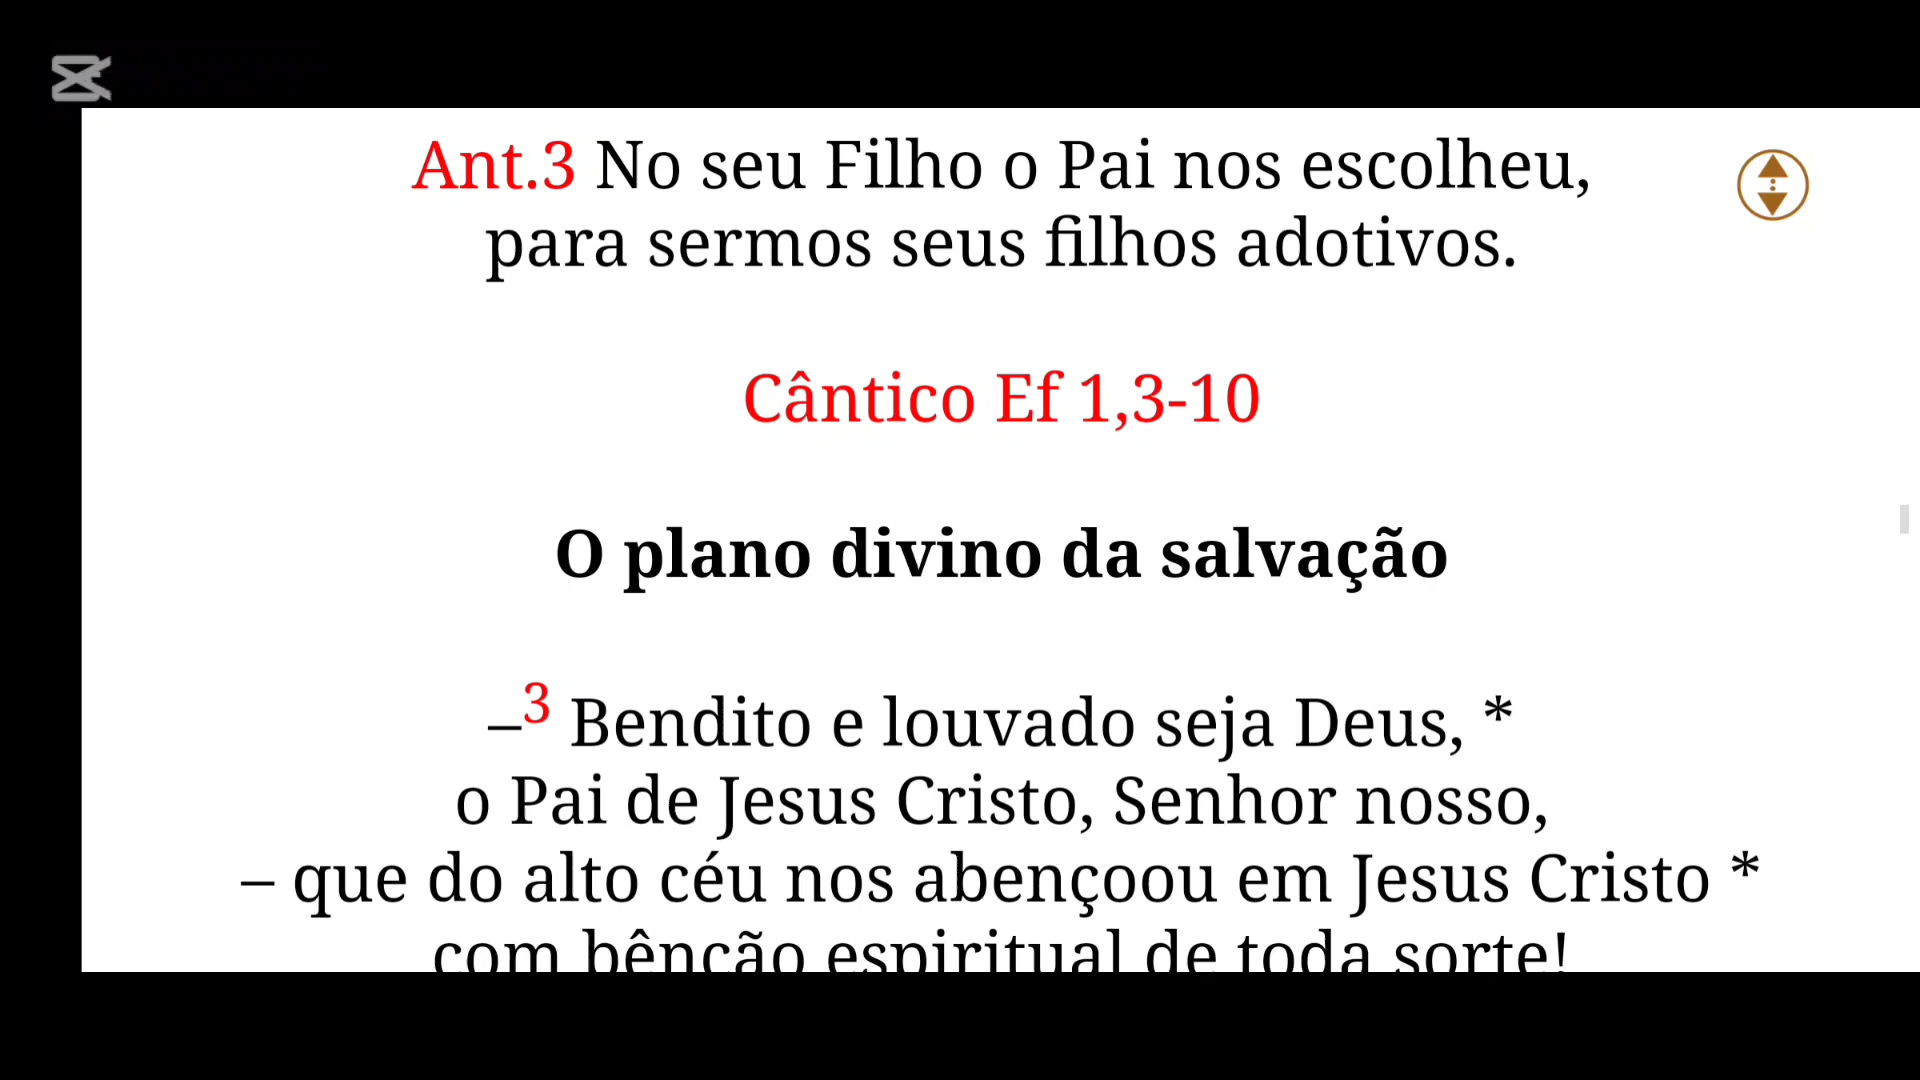 Ant.3 No seu Filho o Pai nos escolheu,
para sermos seus filhos adotivos.
Cântico Ef 1,3-10
O plano divino da salvação
–3 Bendito e louvado seja Deus, *
o Pai de Jesus Cristo, Senhor nosso,
– que do alto céu nos abençoou em Jesus Cristo *
com bênção espiritual de toda sorte!